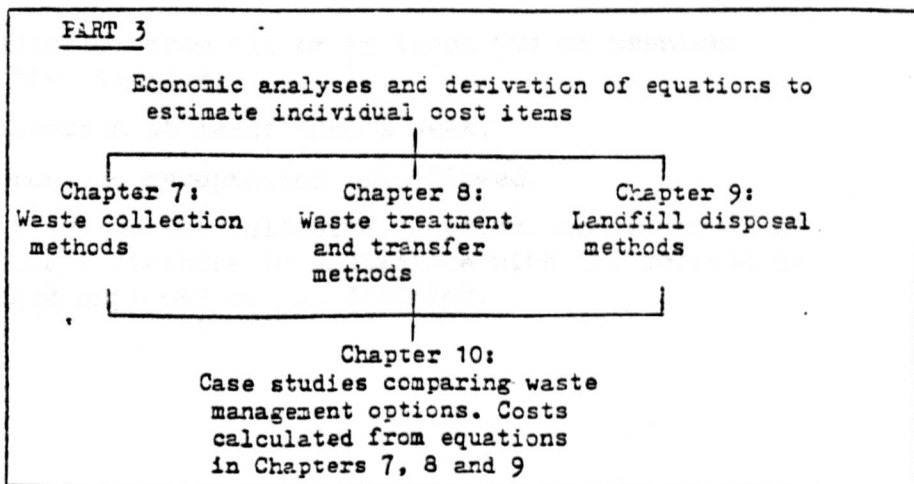 PART 3
Economic analyses and derivation of equations to
estimate individual cost items
Chapter 7:
Waste collection
methods
Chapter 8:
Waste treatment
and transfer
methods
Chapter 9:
Landfill disposal
methods
Chapter 10:
Case studies comparing waste
management options. Costs
calculated from equations
in Chapters 7, 8 and 9